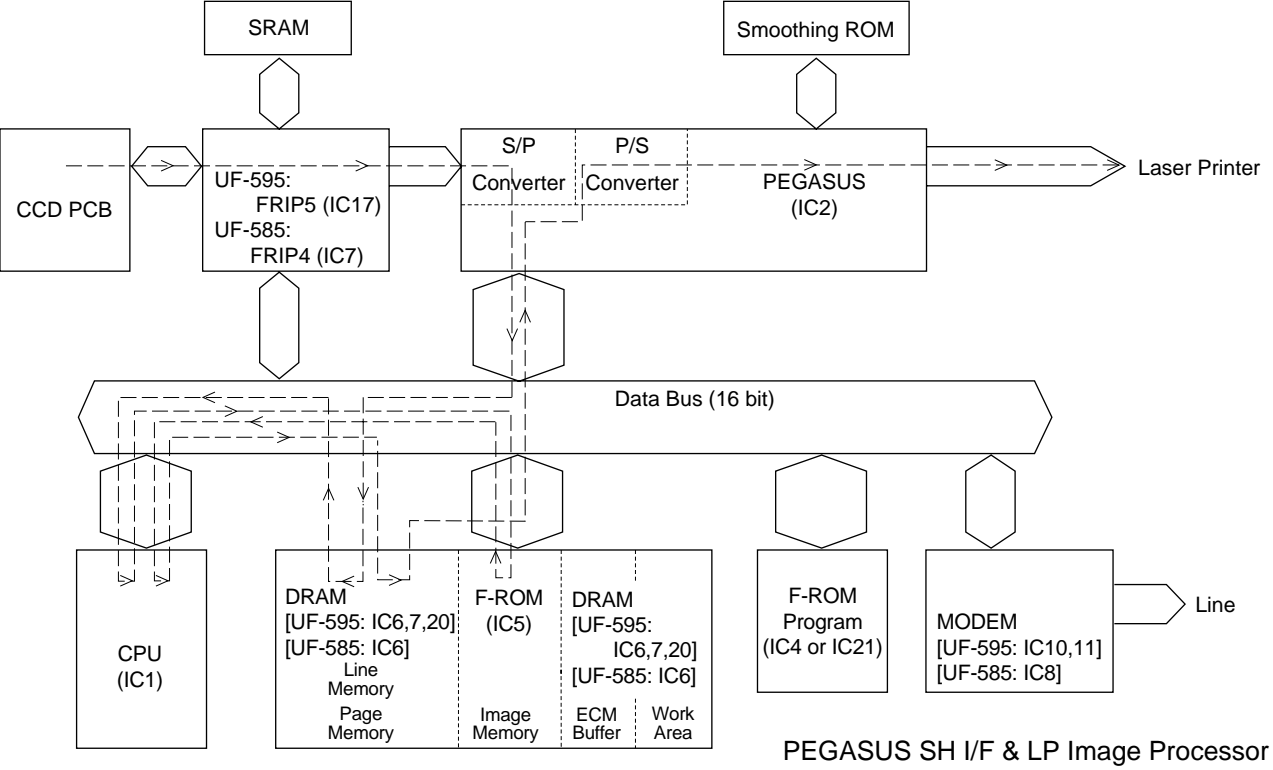 SRAM
Smoothing ROM
CCD PCB
UF-595:
FRIP5 (IC17)
UF-585:
FRIP4 (IC7)
S/P
Converter
P/S
Converter
PEGASUS
(IC2)
Laser Printer
Data Bus (16 bit)
CPU
(IC1)
DRAM
[UF-595: IC6,7,20]
[UF-585: IC6]
Line
Memory
Page
Memory
F-ROM
(IC5)
Image
Memory
DRAM
[UF-595:
IC6,7,20]
[UF-585: IC6]
ECM
Buffer
Work
Area
F-ROM
Program
(IC4 or IC21)
MODEM
[UF-595: IC10,11]
[UF-585: IC8]
Line
PEGASUS SH I/F & LP Image Processor